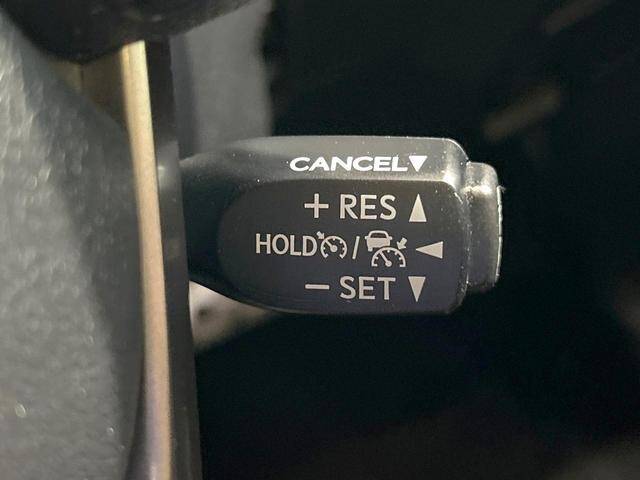 CANCEL▼
+ RES ▲
HOLD / ◀
− SET ▼